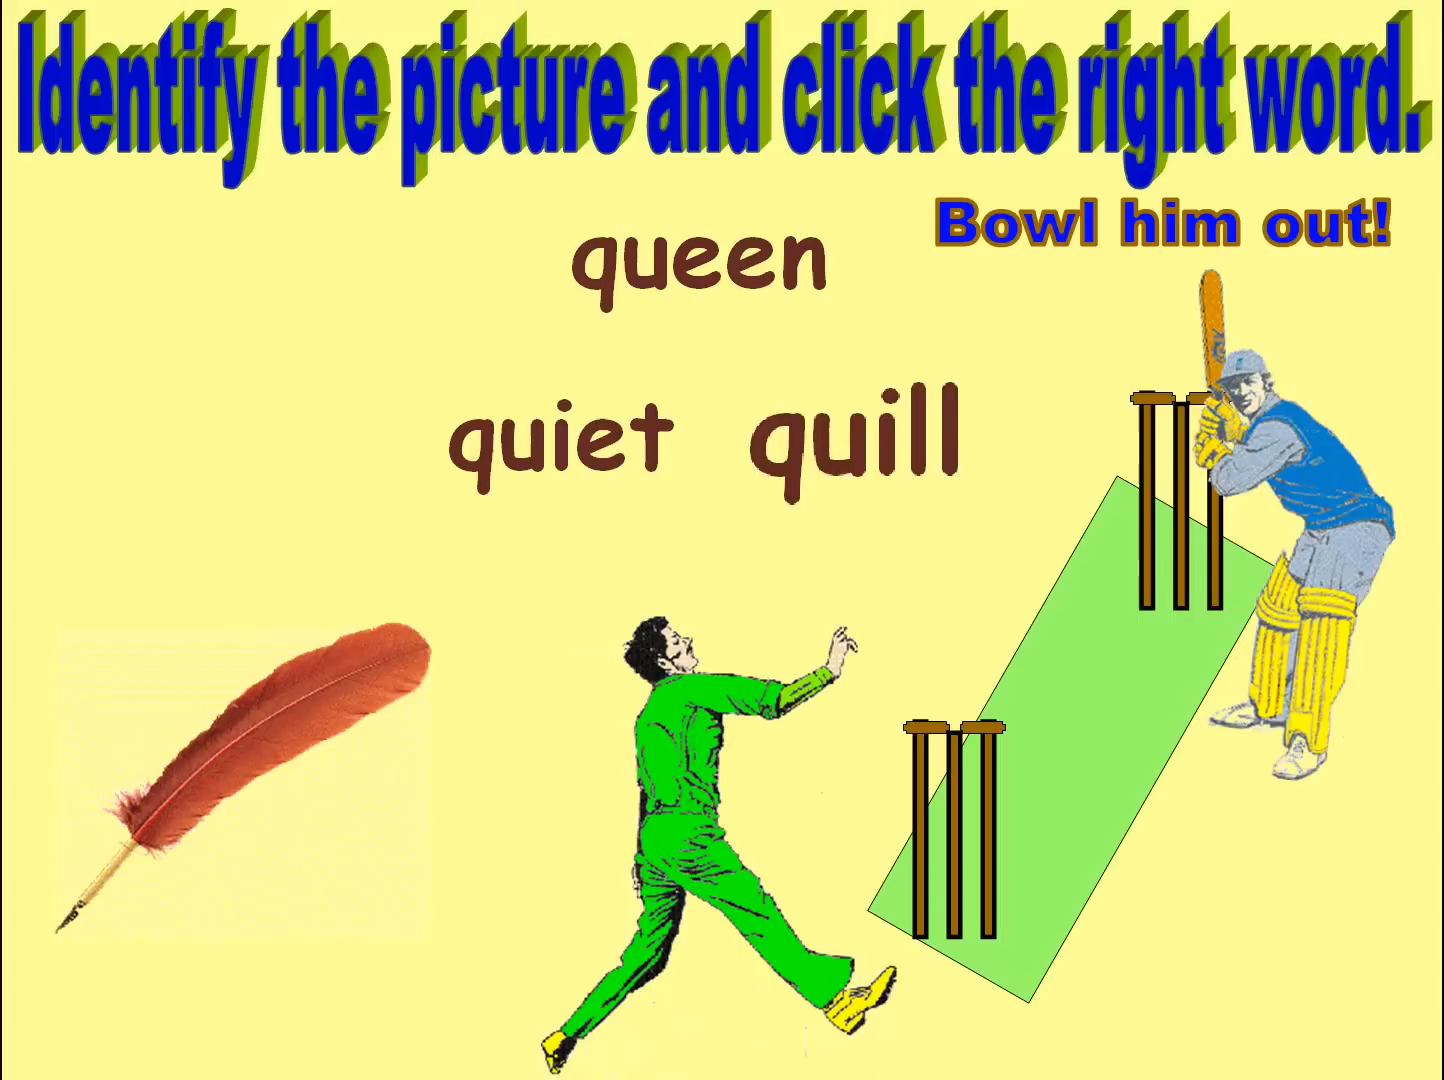 Identify the picture and click the right word.
Bowl him out!
queen
quiet quill